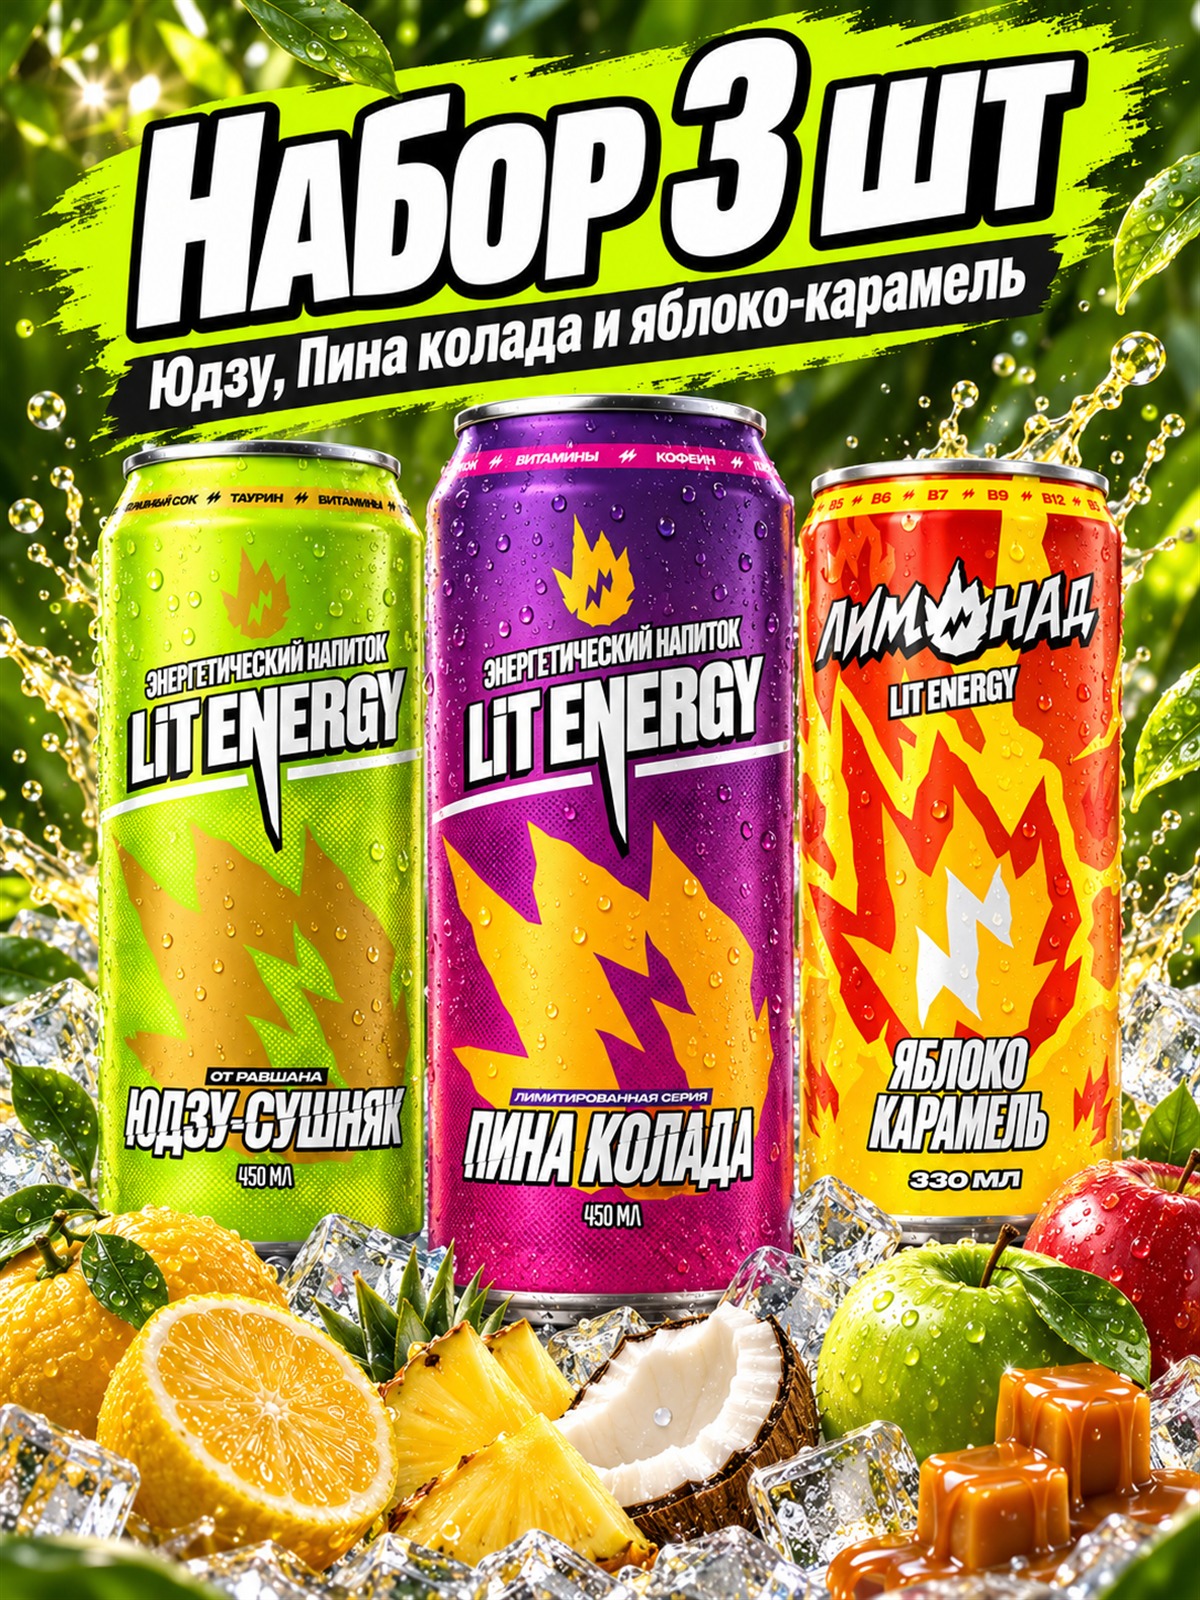 Набор 3 шт
Юдзу, Пина колада и яблоко-карамель
ТАУРИН ВИТАМИНЫ
ЭНЕРГЕТИЧЕСКИЙ НАПИТОК
LIT ENERGY
ОТ РАВШАНА
ЮДЗУ-СУШНЯК
450 МЛ
ВИТАМИНЫ КОФЕИН
ЭНЕРГЕТИЧЕСКИЙ НАПИТОК
LIT ENERGY
ЛИМИТИРОВАННАЯ СЕРИЯ
ПИНА КОЛАДА
450 МЛ
B5 B6 B7 B9 B12
ЛИМОНАД
LIT ENERGY
ЯБЛОКО
КАРАМЕЛЬ
330 МЛ